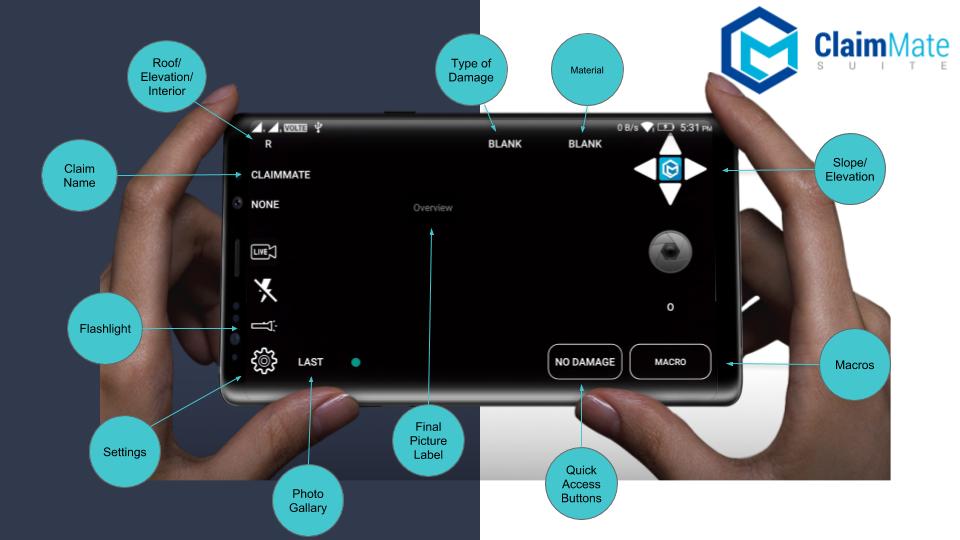 ClaimMate
SUITE
Roof/
Elevation/
Interior
Type of
Damage
Material
Claim
Name
Slope/
Elevation
Flashlight
Macros
Settings
Photo
Gallary
Final
Picture
Label
Quick
Access
Buttons
VOLTE
0 B/s
5:31 PM
R
BLANK
BLANK
CLAIMMATE
NONE
Overview
LIVE
0
LAST
NO DAMAGE
MACRO